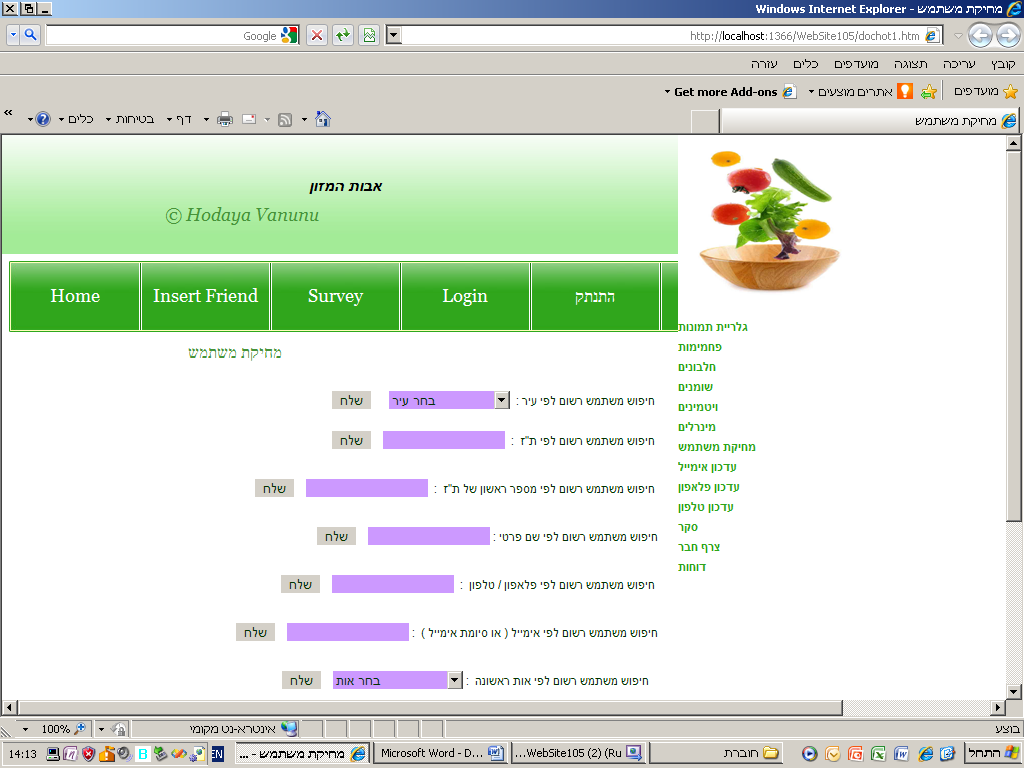 מחיקת משתמש - Windows Internet Explorer
http://localhost:1366/WebSite105/dochot1.htm
Google
קובץ עריכה תצוגה מועדפים כלים עזרה
מועדפים אתרים מוצעים Get more Add-ons
מחיקת משתמש
דף בטיחות כלים
אבות המזון
© Hodaya Vanunu
Home Insert Friend Survey Login התנתק
גלריית תמונות
פחמימות
חלבונים
שומנים
ויטמינים
מינרלים
מחיקת משתמש
עדכון אימייל
עדכון פלאפון
עדכון טלפון
סקר
צרף חבר
דוחות
מחיקת משתמש
חיפוש משתמש רשום לפי עיר : בחר עיר שלח
חיפוש משתמש רשום לפי ת"ז : שלח
חיפוש משתמש רשום לפי מספר ראשון של ת"ז : שלח
חיפוש משתמש רשום לפי שם פרטי : שלח
חיפוש משתמש רשום לפי פלאפון / טלפון : שלח
חיפוש משתמש רשום לפי אימייל ( או סיומת אימייל ) : שלח
חיפוש משתמש רשום לפי אות ראשונה : בחר אות שלח
בוצע אינטרא-נט מקומי 100%
התחל חוברת WebSite105 (2) (Ru... Microsoft Word - D... מחיקת משתמש - ... EN 14:13